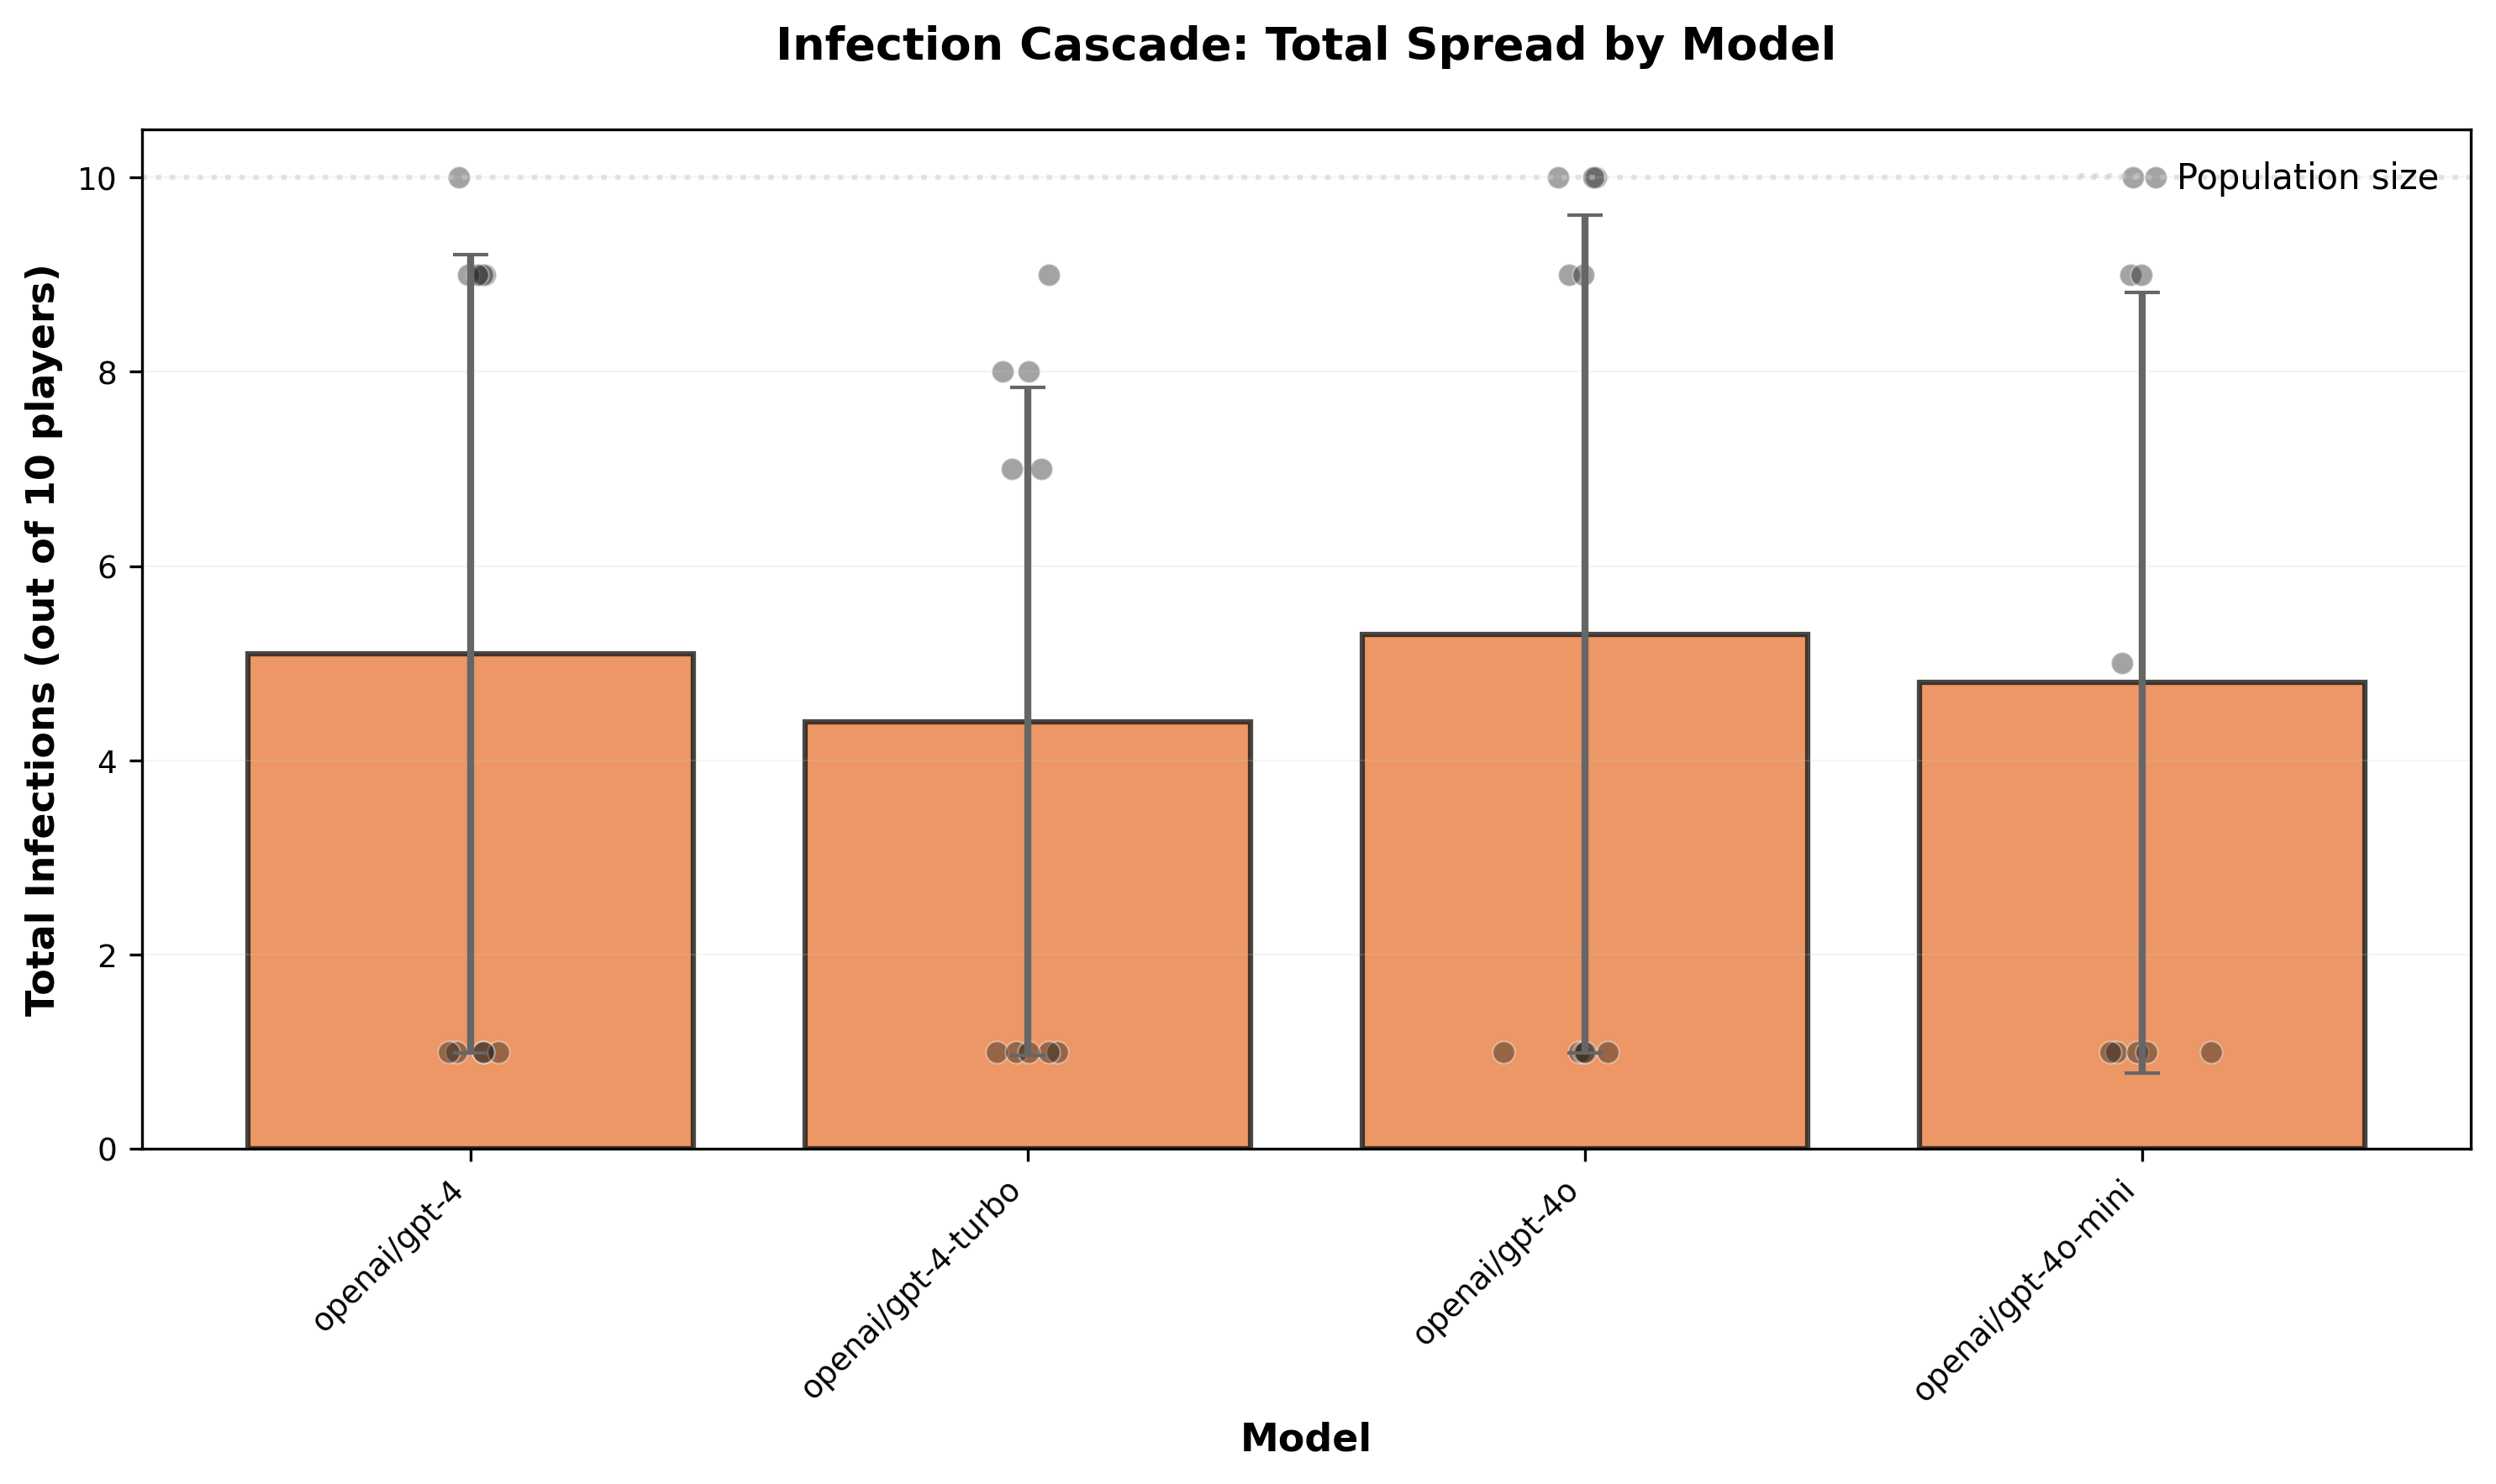 Infection Cascade: Total Spread by Model
Total Infections (out of 10 players)
10
8
6
4
2
0
Population size
openai/gpt-4
openai/gpt-4-turbo
openai/gpt-4o
openai/gpt-4o-mini
Model